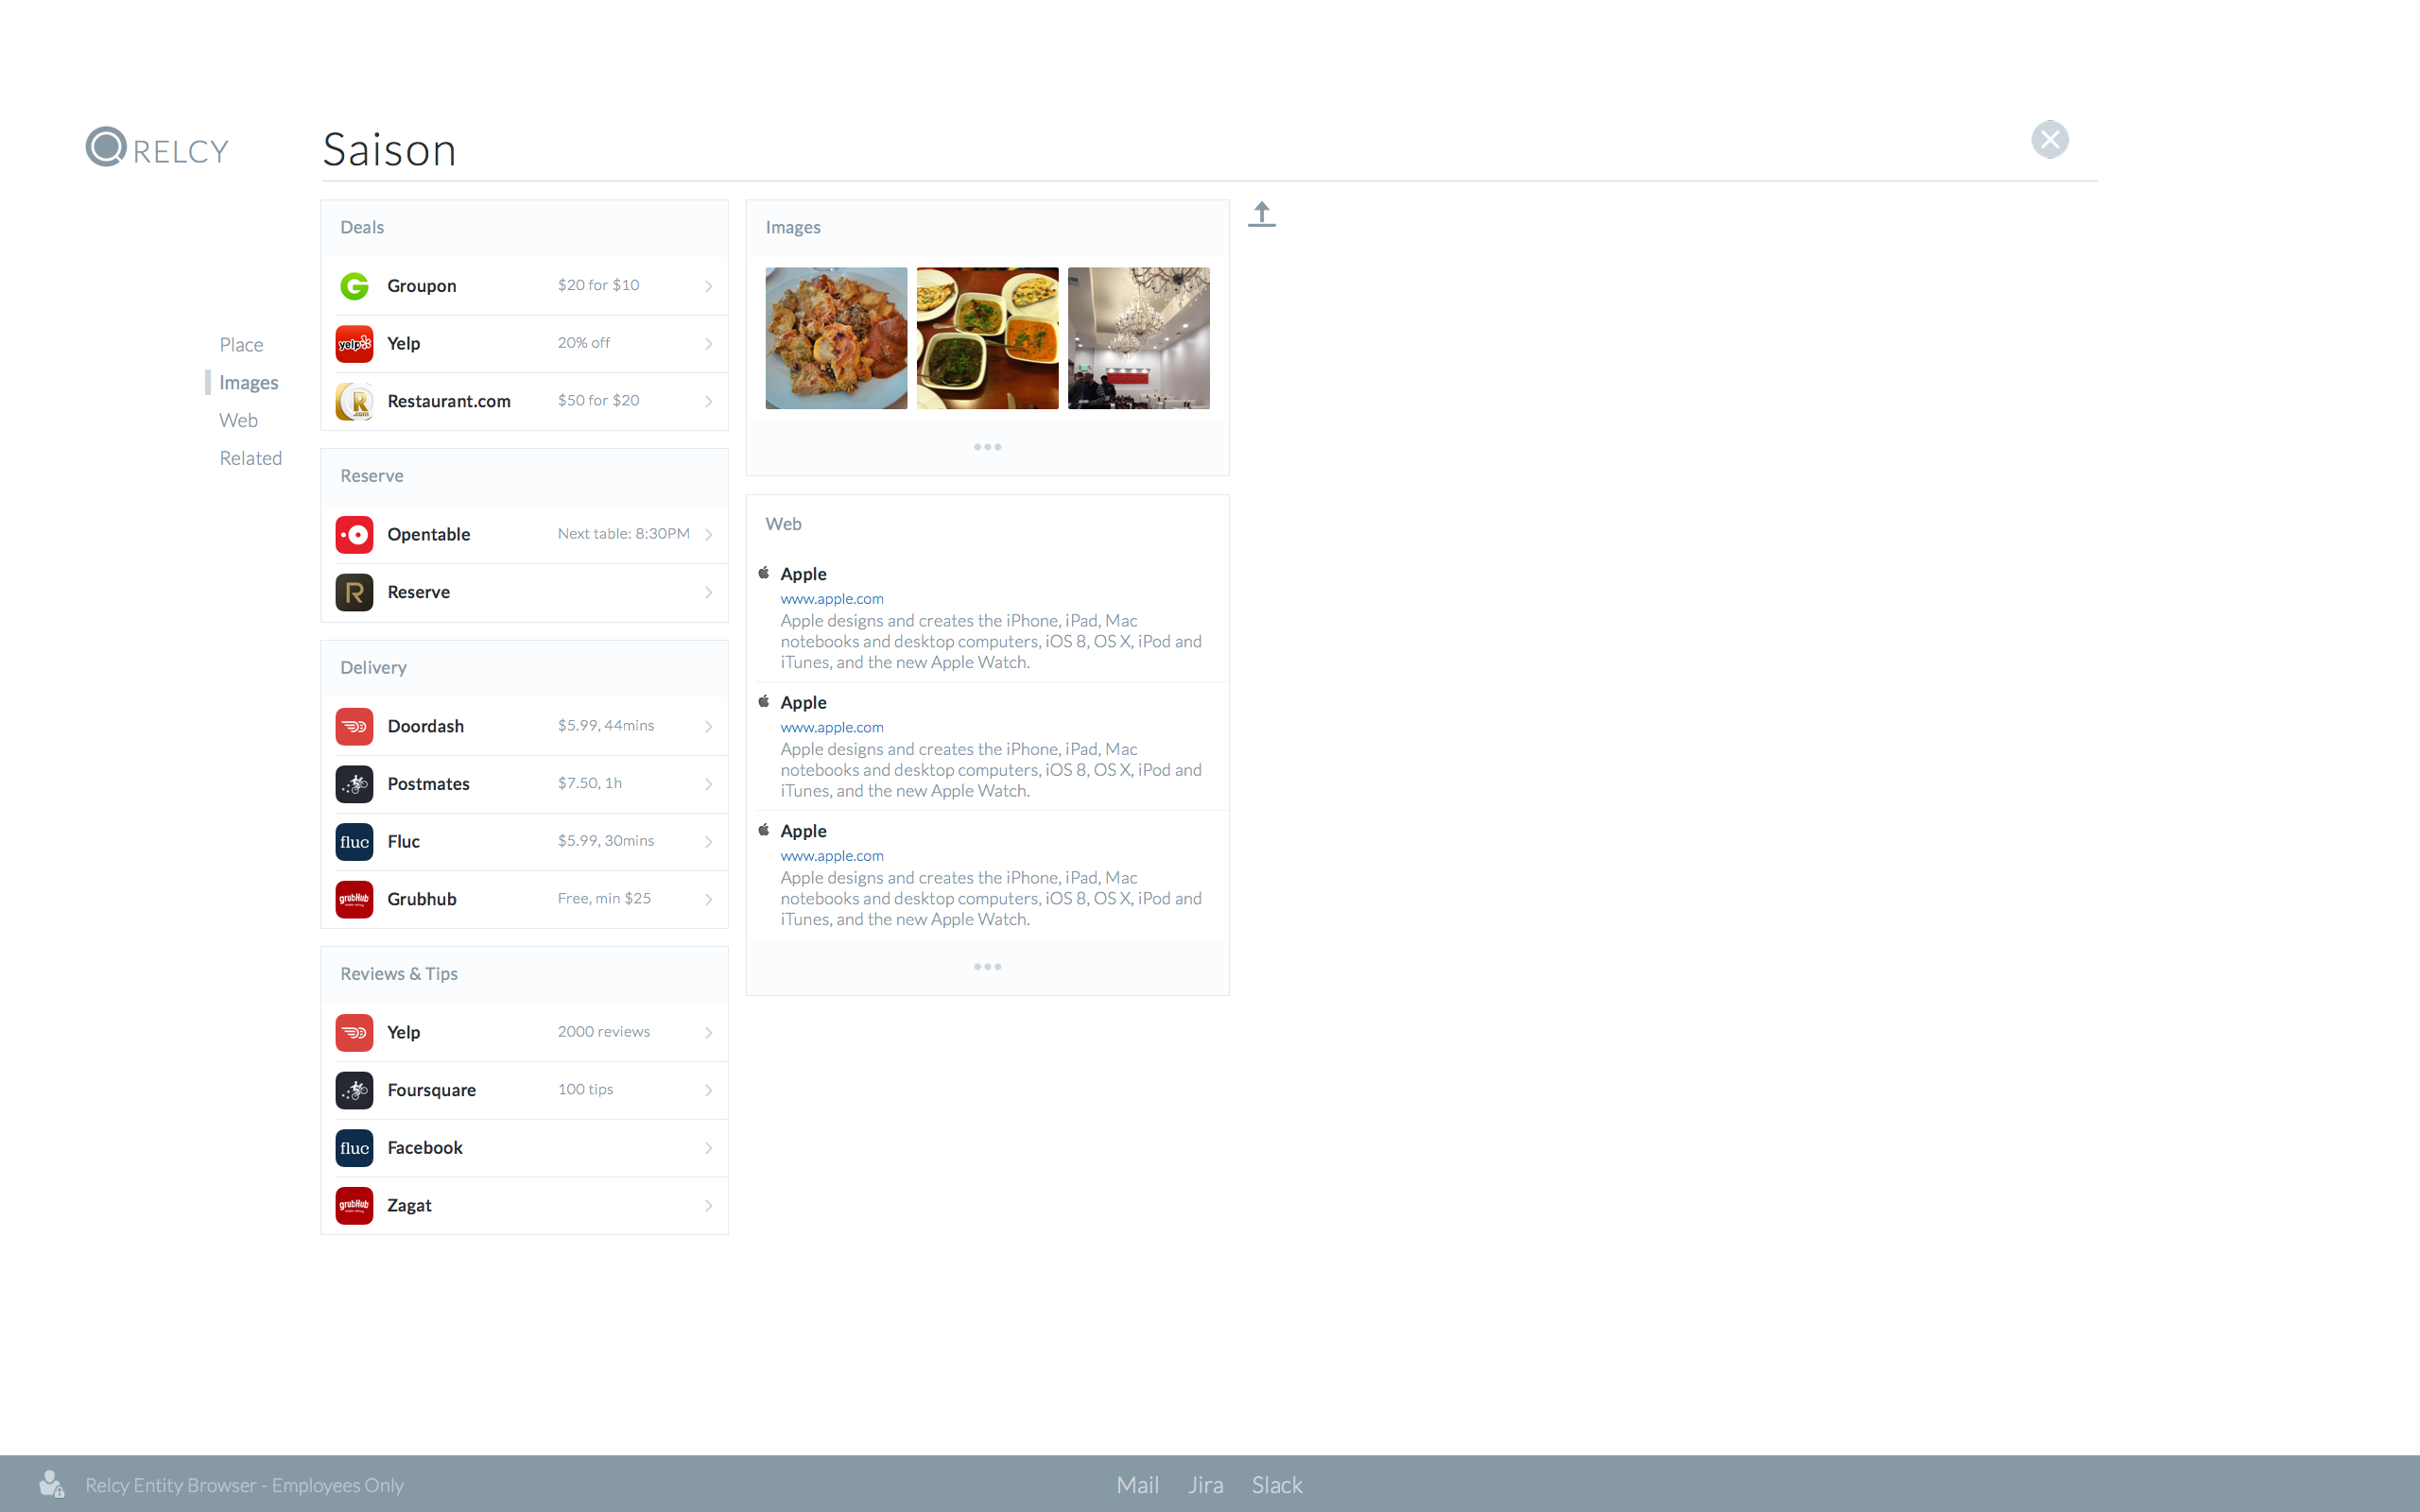 RELCY
Saison
Place
Images
Web
Related
Deals
Groupon $20 for $10
yelp
Yelp 20% off
R
.com
Restaurant.com $50 for $20
Reserve
Opentable Next table: 8:30PM
R
Reserve
Delivery
Doordash $5.99, 44mins
Postmates $7.50, 1h
fluc
Fluc $5.99, 30mins
grubHub
Grubhub Free, min $25
Reviews & Tips
Yelp 2000 reviews
Foursquare 100 tips
fluc
Facebook
grubHub
Zagat
Images
Web
Apple
www.apple.com
Apple designs and creates the iPhone, iPad, Mac
notebooks and desktop computers, iOS 8, OS X, iPod and
iTunes, and the new Apple Watch.
Apple
www.apple.com
Apple designs and creates the iPhone, iPad, Mac
notebooks and desktop computers, iOS 8, OS X, iPod and
iTunes, and the new Apple Watch.
Apple
www.apple.com
Apple designs and creates the iPhone, iPad, Mac
notebooks and desktop computers, iOS 8, OS X, iPod and
iTunes, and the new Apple Watch.
Relcy Entity Browser - Employees Only
Mail Jira Slack